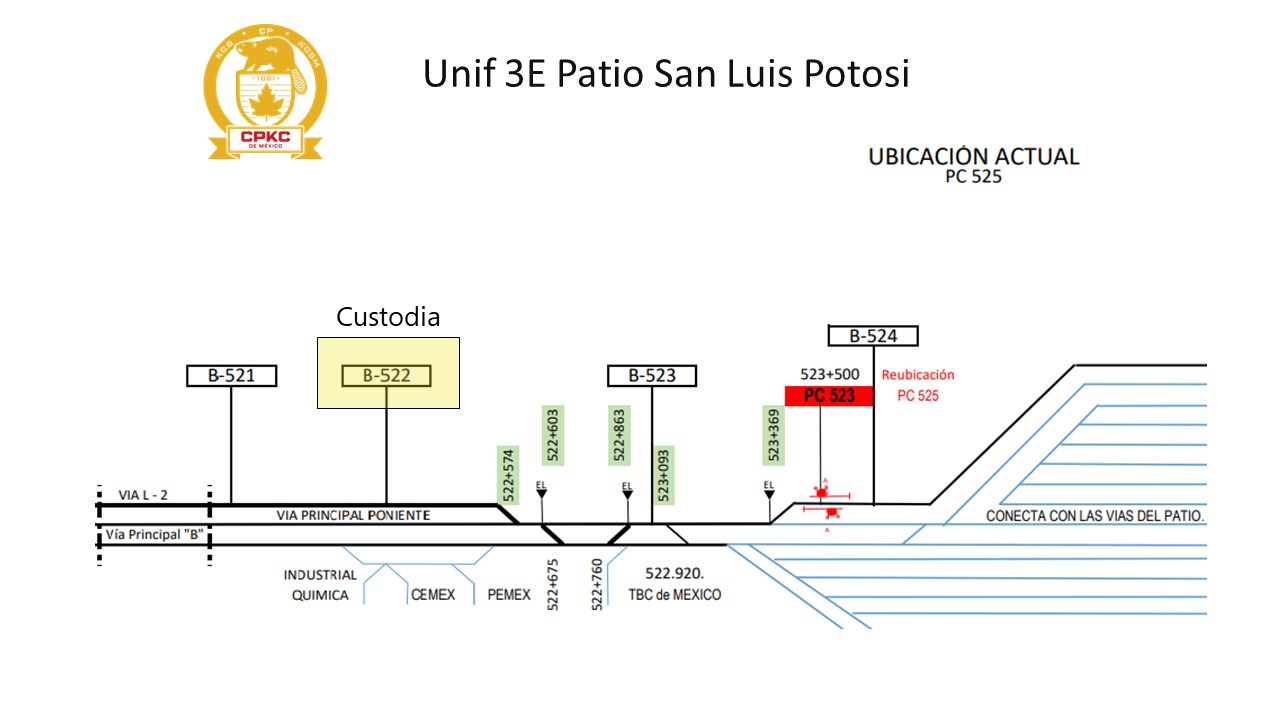 KCS • CP • KCSM
1881
CPKC
DE MÉXICO
Unif 3E Patio San Luis Potosi
UBICACIÓN ACTUAL
PC 525
Custodia
B-521
B-522
B-523
B-524
523+500
PC 523
Reubicación
PC 525
522+574
522+603
522+863
523+093
523+369
EL
EL
EL
A
A
VIA L - 2
VIA PRINCIPAL PONIENTE
Vía Principal "B"
CONECTA CON LAS VIAS DEL PATIO.
INDUSTRIAL
QUIMICA
CEMEX
PEMEX
522+675
522+760
522.920.
TBC de MEXICO